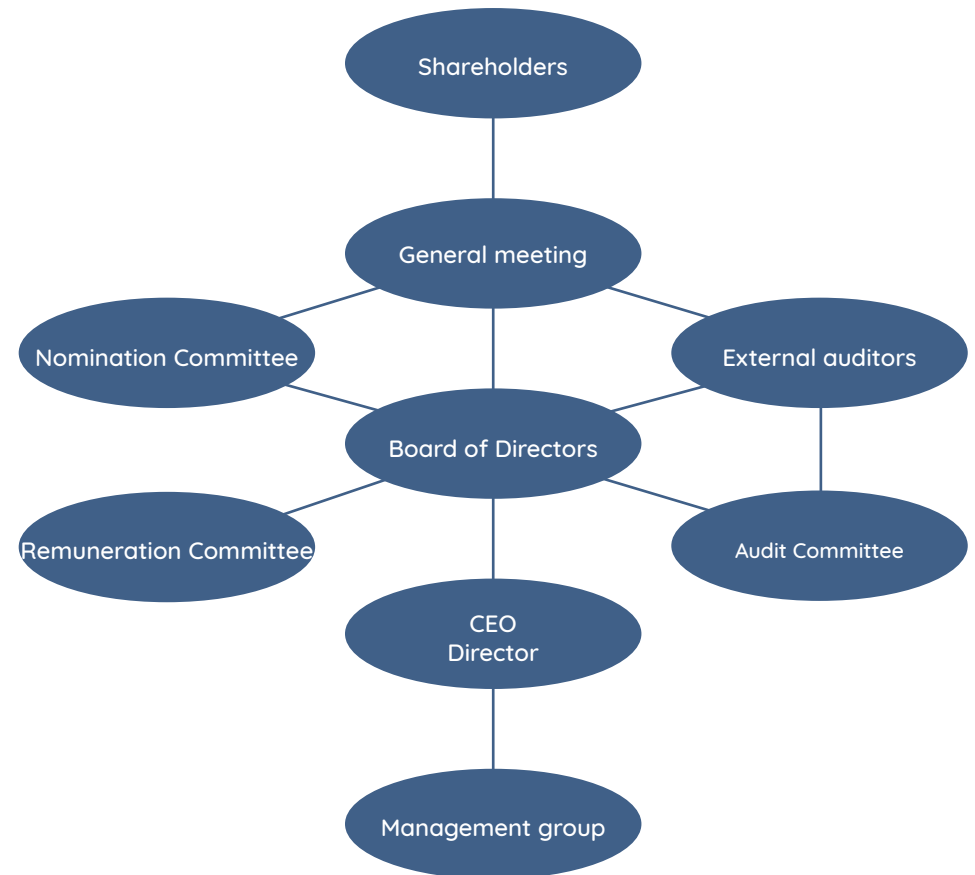 Shareholders
General meeting
Nomination Committee
External auditors
Board of Directors
Remuneration Committee
Audit Committee
CEO
Director
Management group